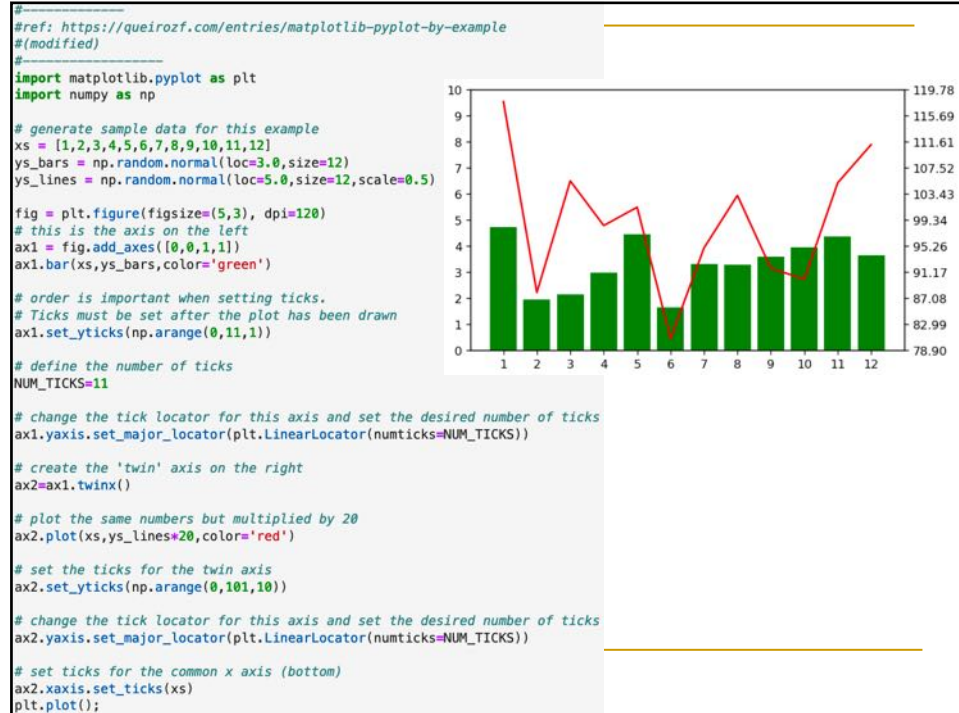 #-------------
#ref: https://queirozf.com/entries/matplotlib-pyplot-by-example
#(modified)
#------------------
import matplotlib.pyplot as plt
import numpy as np
# generate sample data for this example
xs = [1,2,3,4,5,6,7,8,9,10,11,12]
ys_bars = np.random.normal(loc=3.0,size=12)
ys_lines = np.random.normal(loc=5.0,size=12,scale=0.5)
fig = plt.figure(figsize=(5,3), dpi=120)
# this is the axis on the left
ax1 = fig.add_axes([0,0,1,1])
ax1.bar(xs,ys_bars,color='green')
# order is important when setting ticks.
# Ticks must be set after the plot has been drawn
ax1.set_yticks(np.arange(0,11,1))
# define the number of ticks
NUM_TICKS=11
# change the tick locator for this axis and set the desired number of ticks
ax1.yaxis.set_major_locator(plt.LinearLocator(numticks=NUM_TICKS))
# create the 'twin' axis on the right
ax2=ax1.twinx()
# plot the same numbers but multiplied by 20
ax2.plot(xs,ys_lines*20,color='red')
# set the ticks for the twin axis
ax2.set_yticks(np.arange(0,101,10))
# change the tick locator for this axis and set the desired number of ticks
ax2.yaxis.set_major_locator(plt.LinearLocator(numticks=NUM_TICKS))
# set ticks for the common x axis (bottom)
ax2.xaxis.set_ticks(xs)
plt.plot();
10 119.78
9 115.69
8 111.61
7 107.52
6 103.43
5 99.34
4 95.26
3 91.17
2 87.08
1 82.99
0 78.90
1 2 3 4 5 6 7 8 9 10 11 12